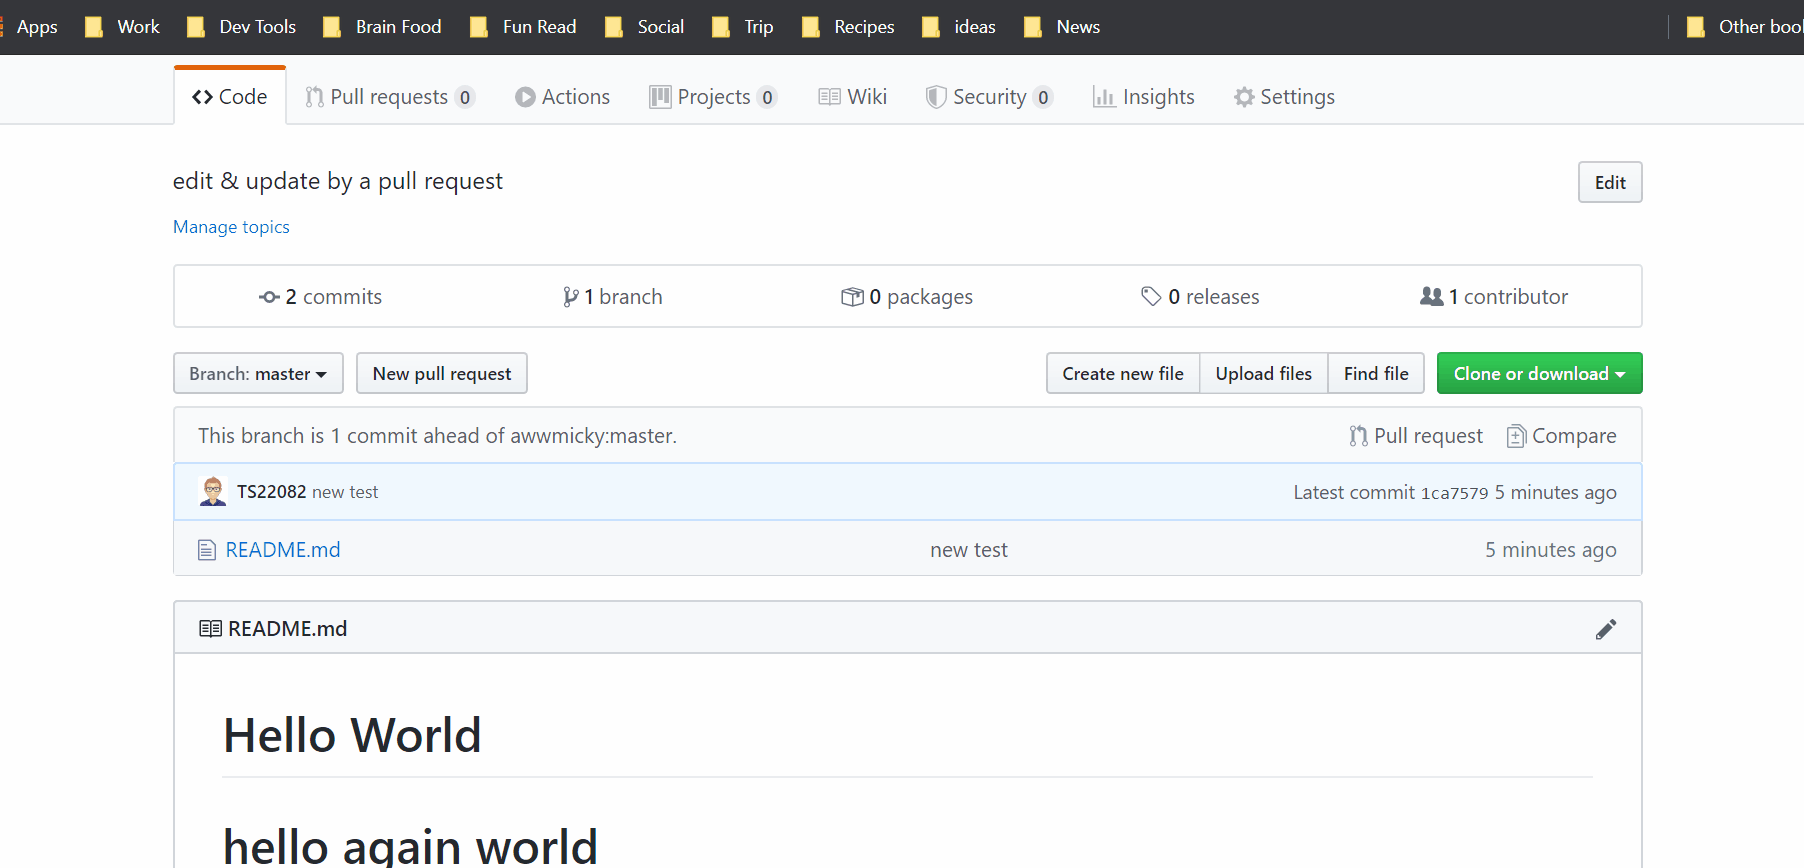 Apps Work Dev Tools Brain Food Fun Read Social Trip Recipes ideas News Other
Code Pull requests 0 Actions Projects 0 Wiki Security 0 Insights Settings
edit & update by a pull request Edit
Manage topics
2 commits 1 branch 0 packages 0 releases 1 contributor
Branch: master New pull request Create new file Upload files Find file Clone or download
This branch is 1 commit ahead of awwmicky:master. Pull request Compare
TS22082 new test Latest commit 1ca7579 5 minutes ago
README.md new test 5 minutes ago
README.md
Hello World
hello again world